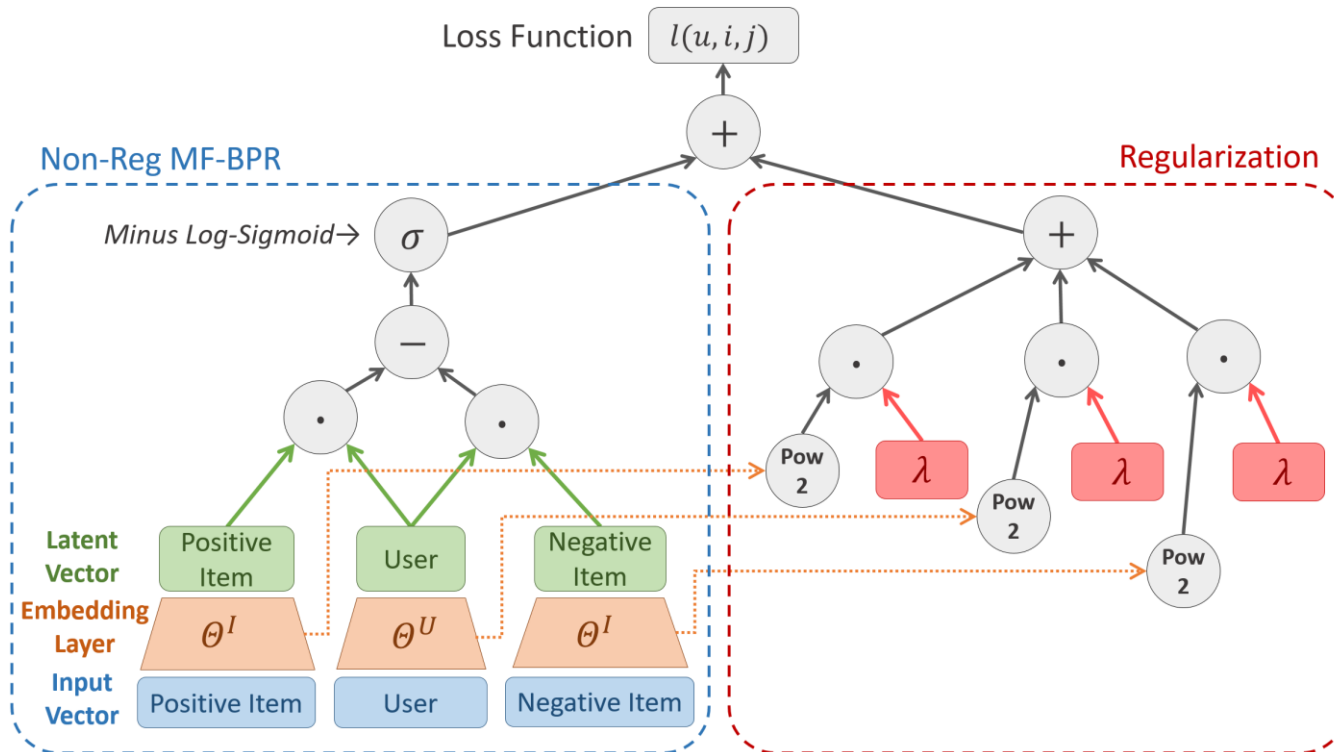 Loss Function
l(u, i, j)
+
Non-Reg MF-BPR
Regularization
Minus Log-Sigmoid→
σ
+
−
·
·
·
·
·
Pow
2
λ
Pow
2
λ
Pow
2
λ
Latent
Vector
Positive
Item
User
Negative
Item
Embedding
Layer
Θ^I
Θ^U
Θ^I
Input
Vector
Positive Item
User
Negative Item